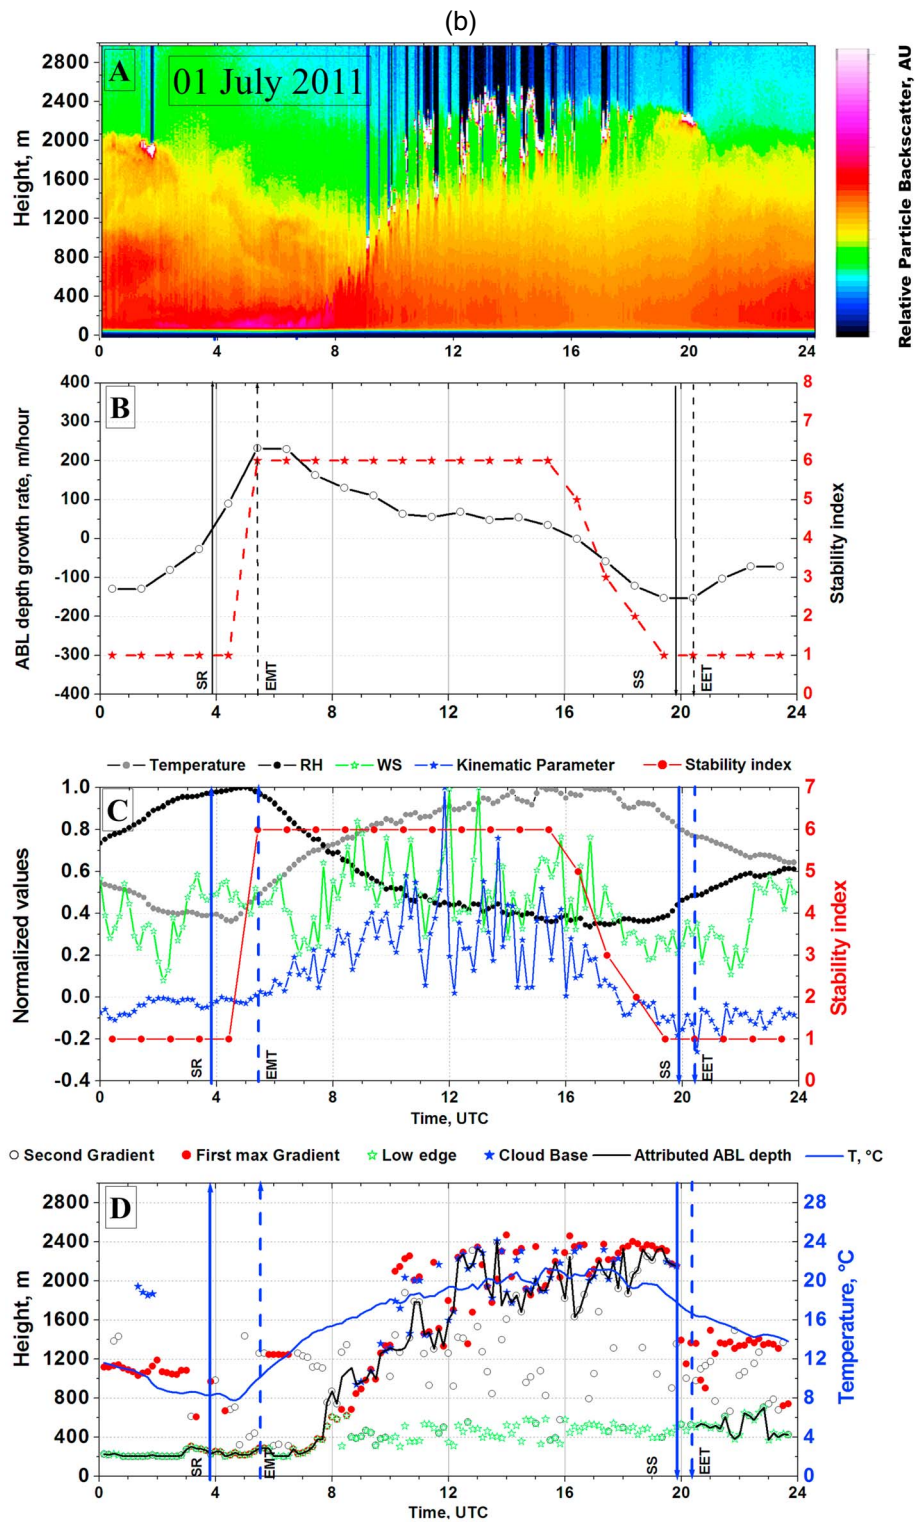 (b)
A
01 July 2011
Height, m
2800
2400
2000
1600
1200
800
400
0
0 4 8 12 16 20 24
Relative Particle Backscatter, AU
B
ABL depth growth rate, m/hour
400
300
200
100
0
-100
-200
-300
-400
8
7
6
5
4
3
2
1
0
Stability index
SR
EMT
SS
EET
0 4 8 12 16 20 24
Temperature RH WS Kinematic Parameter Stability index
C
Normalized values
1.0
0.8
0.6
0.4
0.2
0.0
-0.2
-0.4
7
6
5
4
3
2
1
0
Stability index
SR
EMT
SS
EET
0 4 8 12 16 20 24
Time, UTC
Second Gradient First max Gradient Low edge Cloud Base Attributed ABL depth T, °C
D
Height, m
2800
2400
2000
1600
1200
800
400
0
28
24
20
16
12
8
4
0
Temperature, °C
SR
EMT
SS
EET
0 4 8 12 16 20 24
Time, UTC